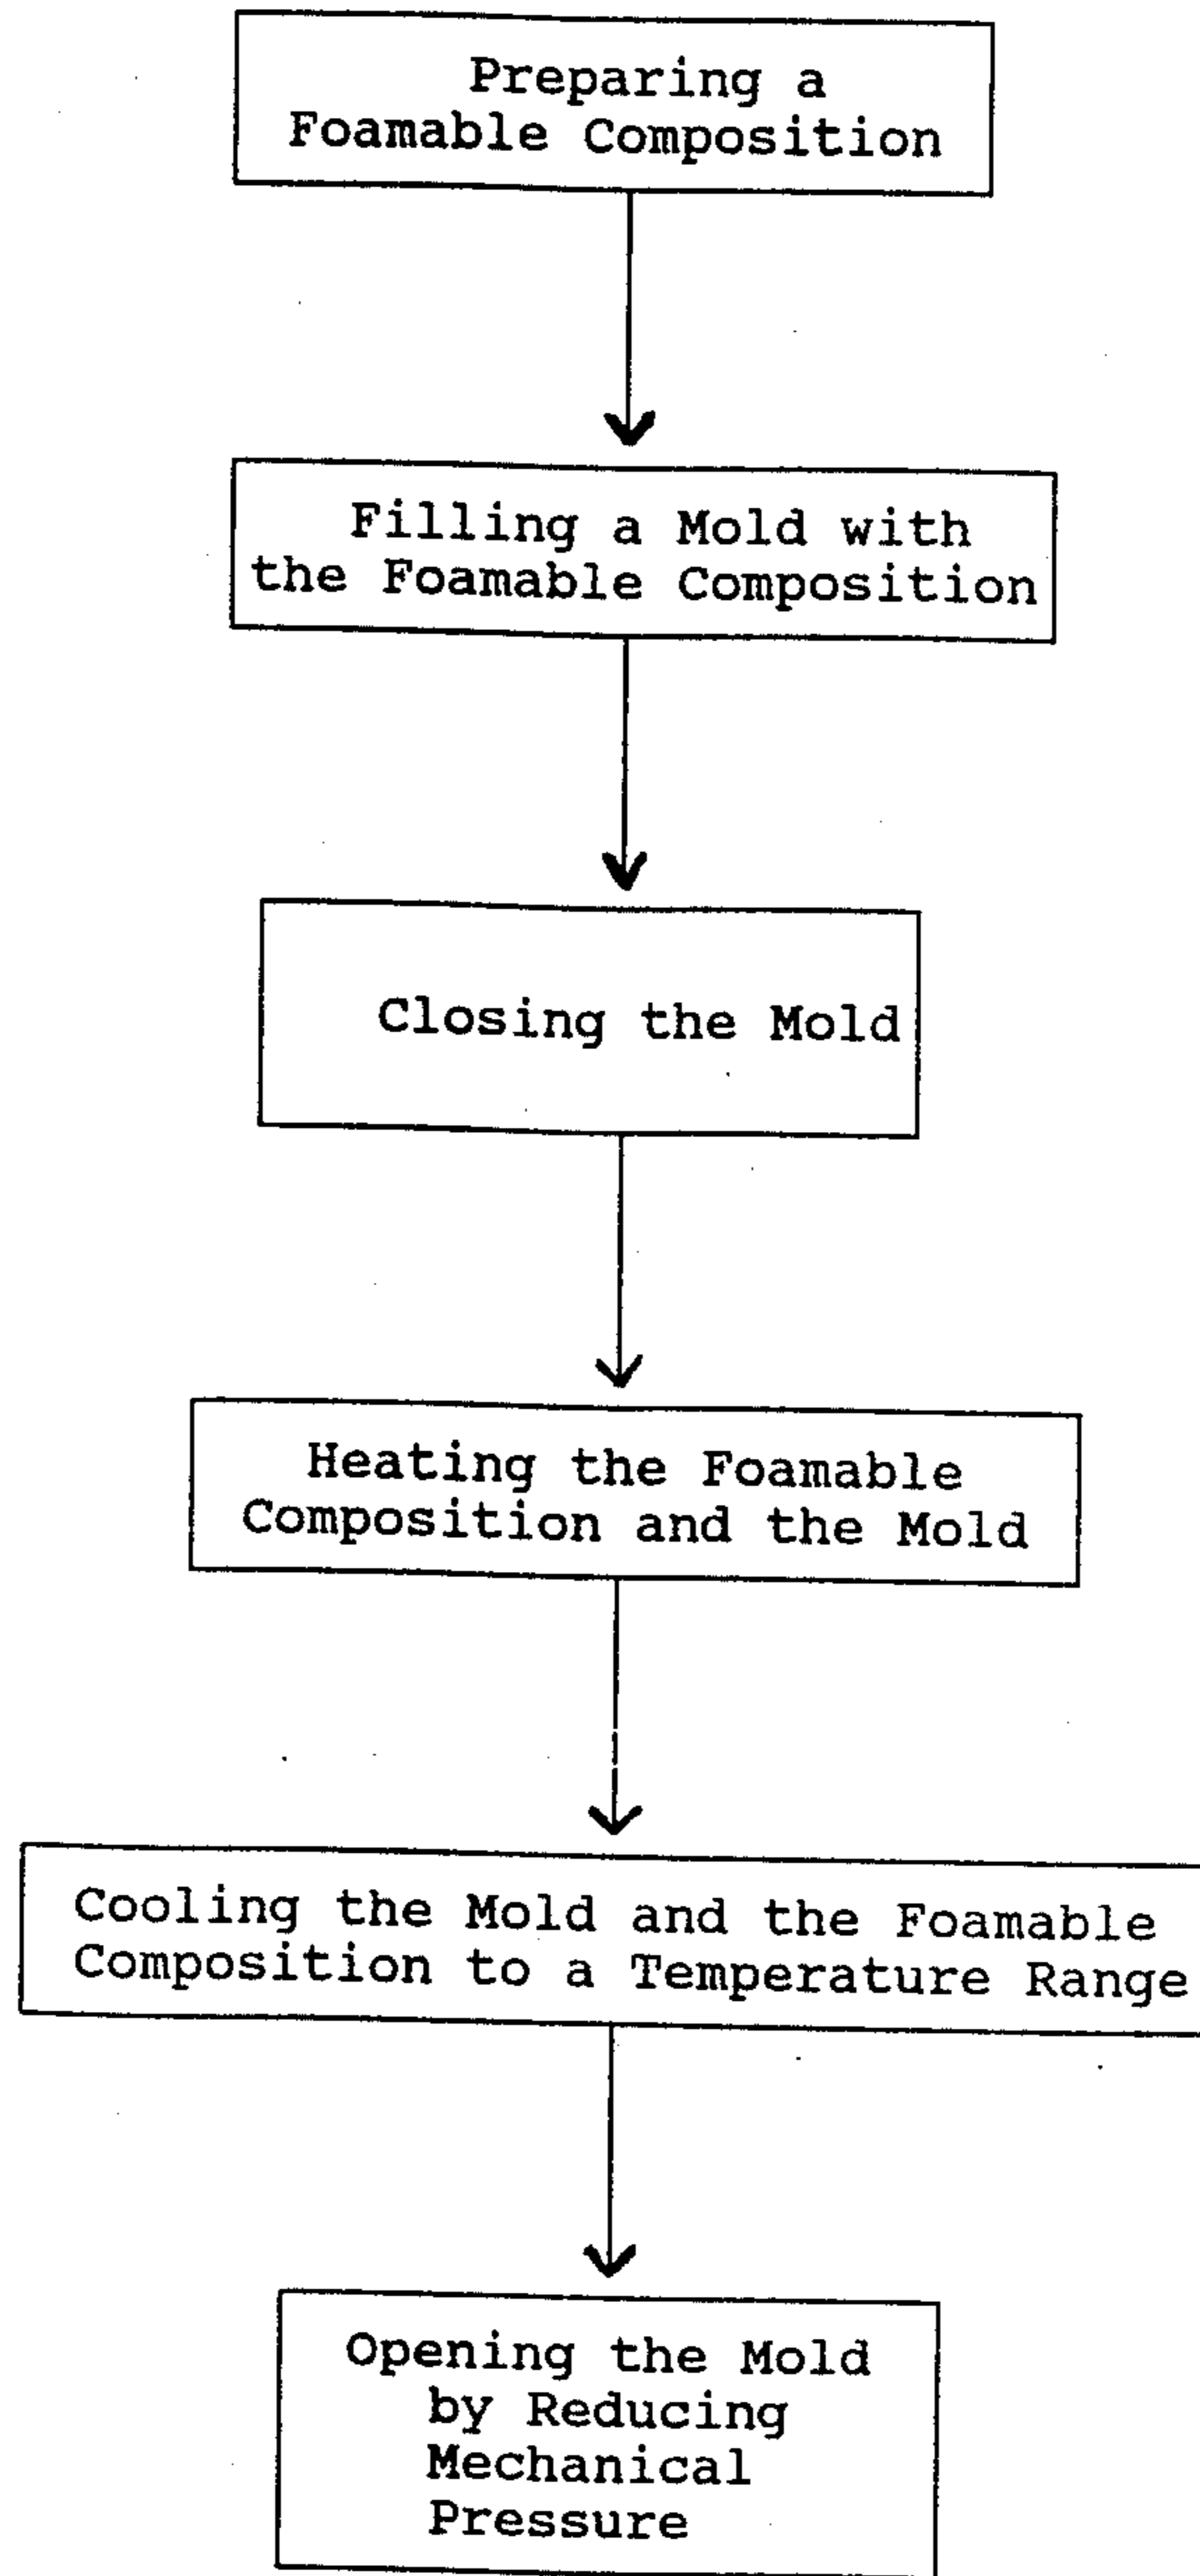 Preparing a
Foamable Composition
Filling a Mold with
the Foamable Composition
Closing the Mold
Heating the Foamable
Composition and the Mold
Cooling the Mold and the Foamable
Composition to a Temperature Range
Opening the Mold
by Reducing
Mechanical
Pressure